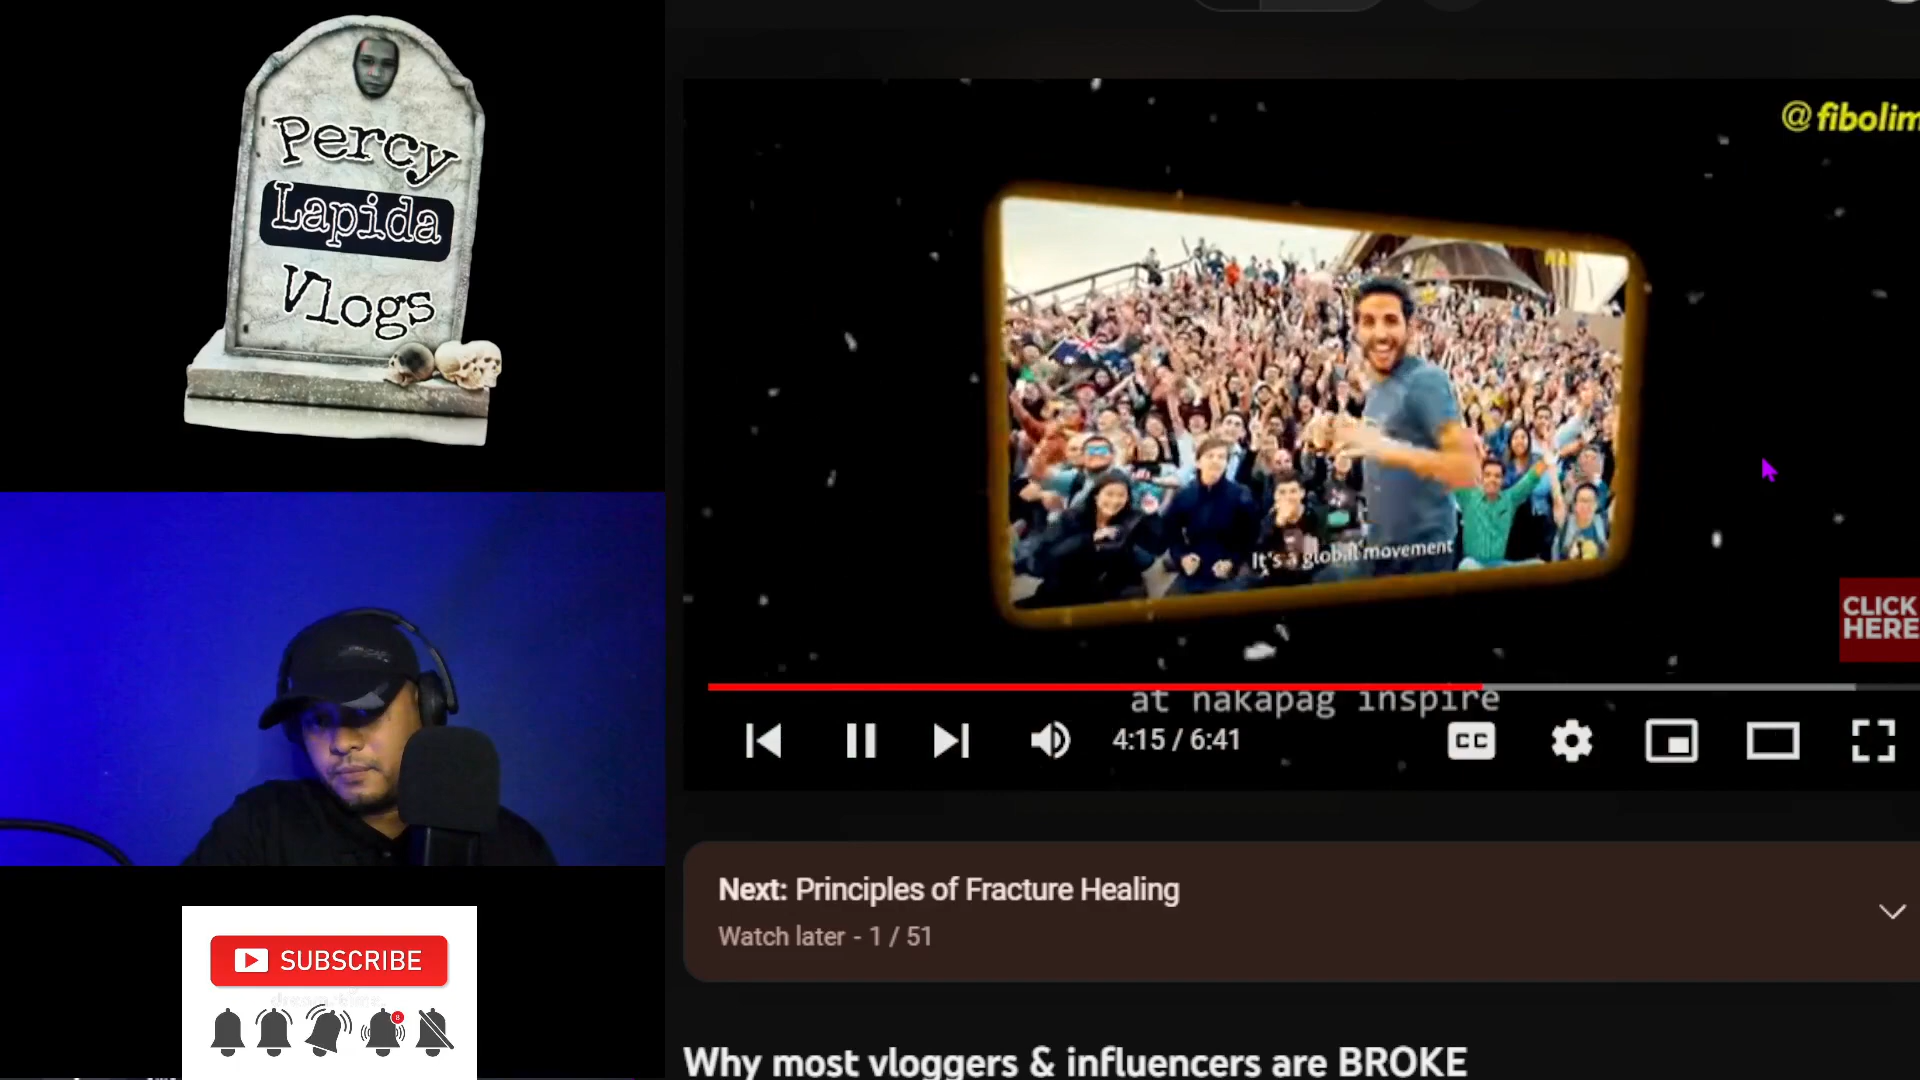 Percy
Lapida
Vlogs
SUBSCRIBE
8
@fibolim
It's a global movement
CLICK
HERE
at nakapag inspire
4:15 / 6:41
CC
Next: Principles of Fracture Healing
Watch later - 1 / 51
Why most vloggers & influencers are BROKE